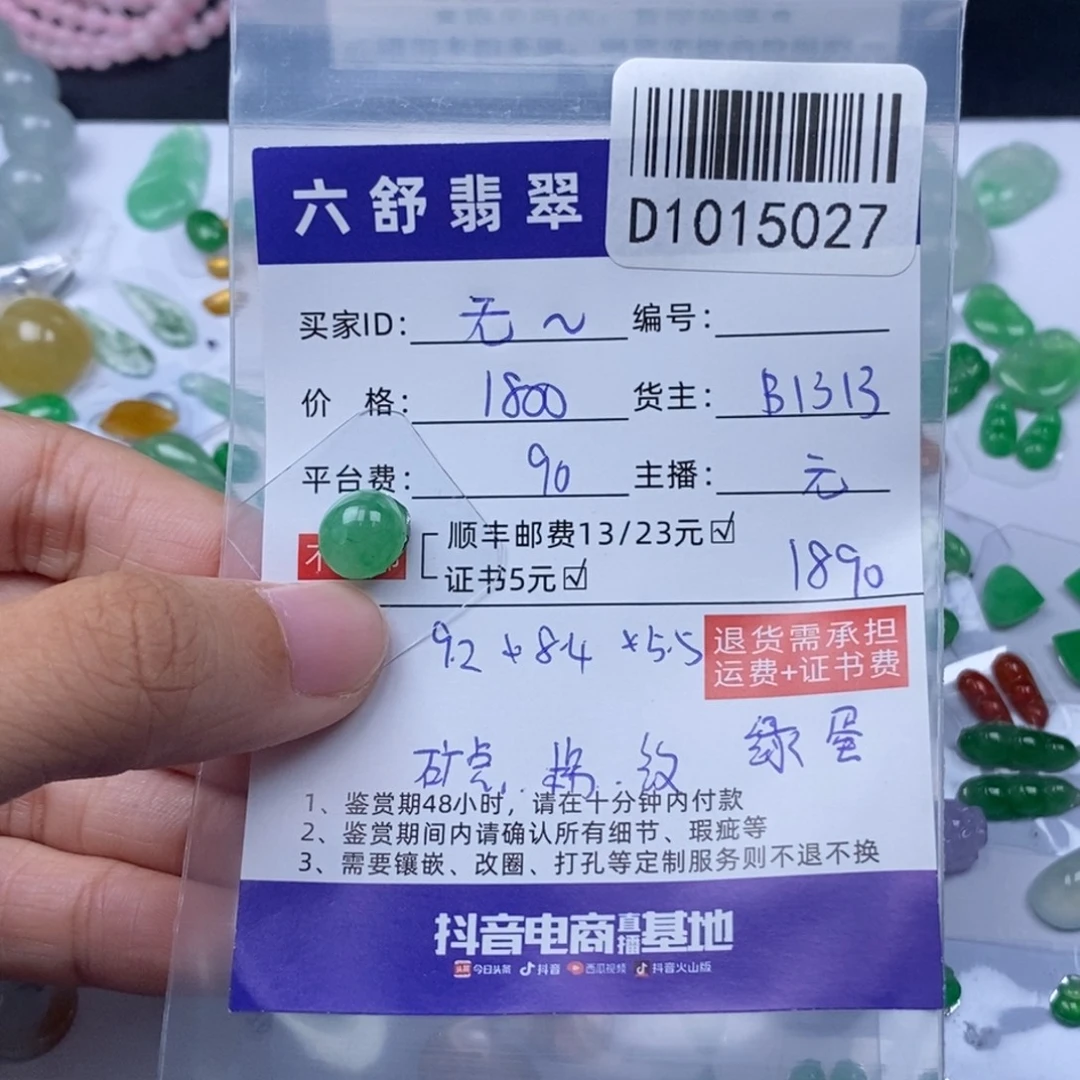 D1015027
六舒翡翠
买家ID: 无~ 编号:
价 格: 1800 货主: B1313
平台费: 90 主播: 元
不
顺丰邮费13/23元☑
证书5元☑
1890
9.2*8.4*5.5
退货需承担
运费+证书费
矿点. 纹 绿蛋
1、鉴赏期48小时，请在十分钟内付款
2、鉴赏期间内请确认所有细节、瑕疵等
3、需要镶嵌、改圈、打孔等定制服务则不退不换
抖音电商直播基地
头条 今日头条 抖音 西瓜视频 抖音火山版